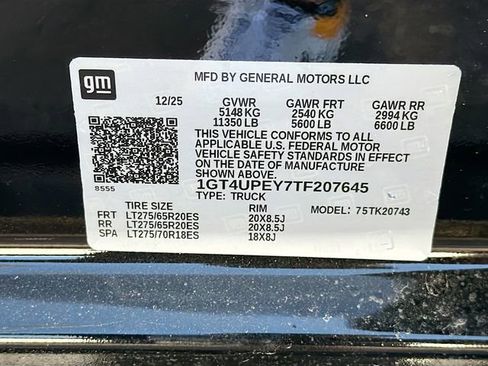 gm
MFD BY GENERAL MOTORS LLC
12/25 GVWR GAWR FRT GAWR RR
5148 KG 2540 KG 2994 KG
11350 LB 5600 LB 6600 LB
THIS VEHICLE CONFORMS TO ALL
APPLICABLE U.S. FEDERAL MOTOR
VEHICLE SAFETY STANDARDS IN EFFECT
ON THE DATE OF MANUFACTURE
SHOWN ABOVE.
8555 1GT4UPEY7TF207645
TYPE: TRUCK
TIRE SIZE RIM MODEL: 75TK20743
FRT LT275/65R20ES 20X8.5J
RR LT275/65R20ES 20X8.5J
SPA LT275/70R18ES 18X8J